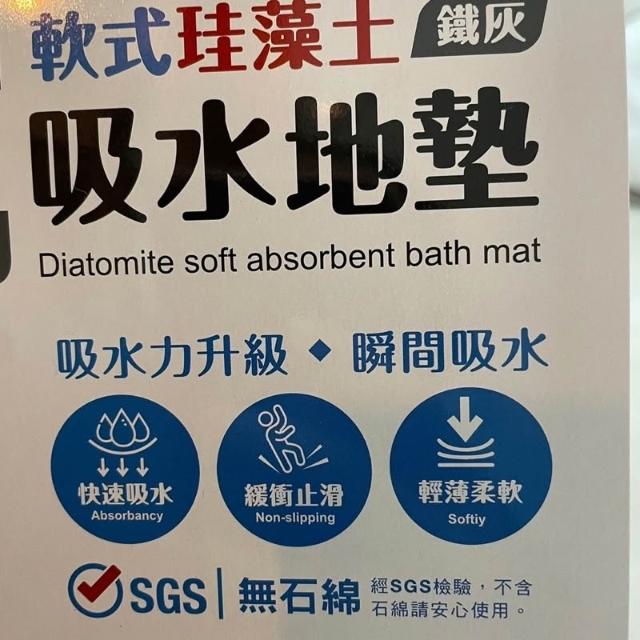 軟式珪藻土 鐵灰
吸水地墊
Diatomite soft absorbent bath mat
吸水力升級◆瞬間吸水
快速吸水
Absorbancy
緩衝止滑
Non-slipping
輕薄柔軟
Softiy
SGS|無石綿
經SGS檢驗，不含
石綿請安心使用。